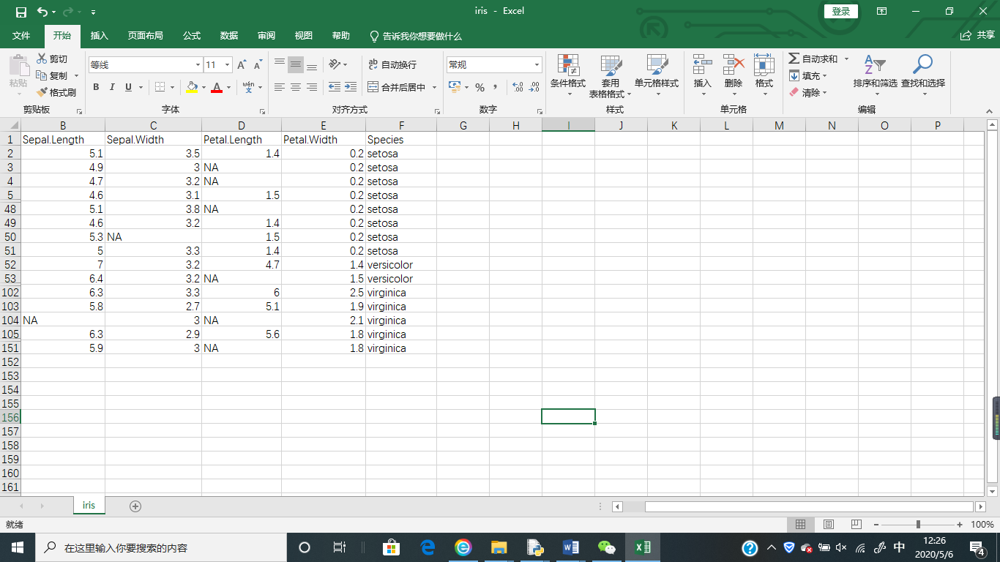 iris - Excel
登录
文件 开始 插入 页面布局 公式 数据 审阅 视图 帮助 告诉我你想要做什么 共享
粘贴 剪切 复制 格式刷 剪贴板
等线 11 B I U A A A wén 文 字体
ab 自动换行 合并后居中 对齐方式
常规 % , .00 .0 数字
条件格式 套用 表格格式 单元格样式 样式
插入 删除 格式 单元格
自动求和 填充 清除 排序和筛选 查找和选择 编辑
B C D E F G H I J K L M N O P
1 Sepal.Length Sepal.Width Petal.Length Petal.Width Species
2 5.1 3.5 1.4 0.2 setosa
3 4.9 3 NA 0.2 setosa
4 4.7 3.2 NA 0.2 setosa
5 4.6 3.1 1.5 0.2 setosa
48 5.1 3.8 NA 0.2 setosa
49 4.6 3.2 1.4 0.2 setosa
50 5.3 NA 1.5 0.2 setosa
51 5 3.3 1.4 0.2 setosa
52 7 3.2 4.7 1.4 versicolor
53 6.4 3.2 NA 1.5 versicolor
102 6.3 3.3 6 2.5 virginica
103 5.8 2.7 5.1 1.9 virginica
104 NA 3 NA 2.1 virginica
105 6.3 2.9 5.6 1.8 virginica
151 5.9 3 NA 1.8 virginica
152
153
154
155
156
157
158
159
160
161
iris
就绪 100%
在这里输入你要搜索的内容 中 12:26
2020/5/6 4